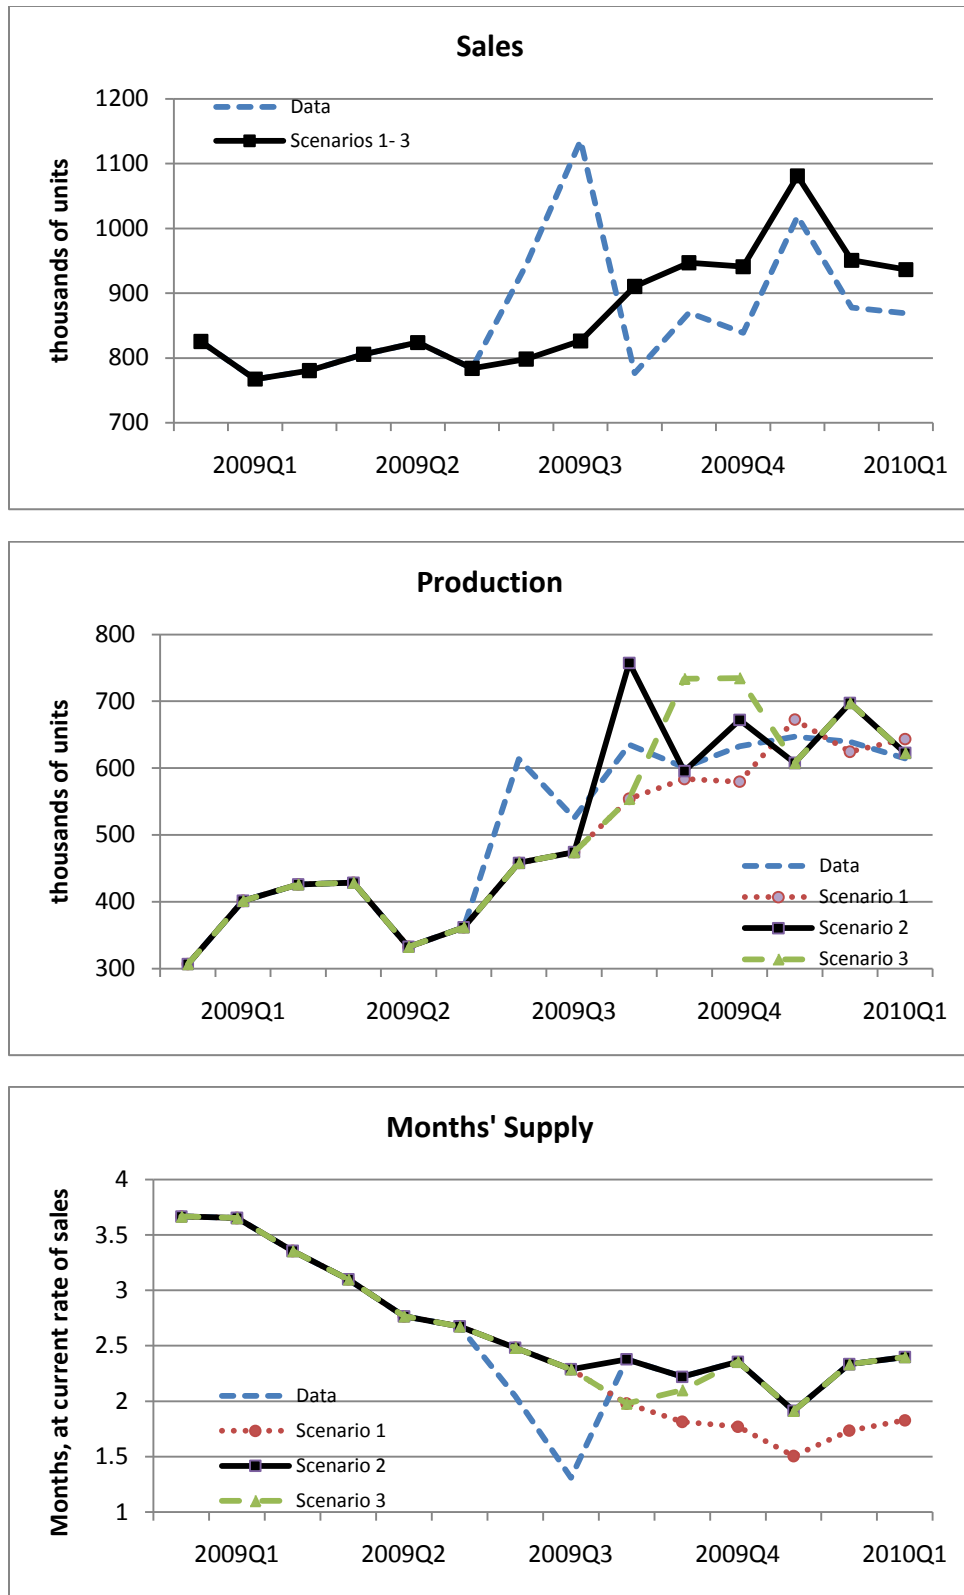 Sales
thousands of units
1200
1100
1000
900
800
700
Data
Scenarios 1- 3
2009Q1 2009Q2 2009Q3 2009Q4 2010Q1
Production
thousands of units
800
700
600
500
400
300
Data
Scenario 1
Scenario 2
Scenario 3
2009Q1 2009Q2 2009Q3 2009Q4 2010Q1
Months' Supply
Months, at current rate of sales
4
3.5
3
2.5
2
1.5
1
Data
Scenario 1
Scenario 2
Scenario 3
2009Q1 2009Q2 2009Q3 2009Q4 2010Q1